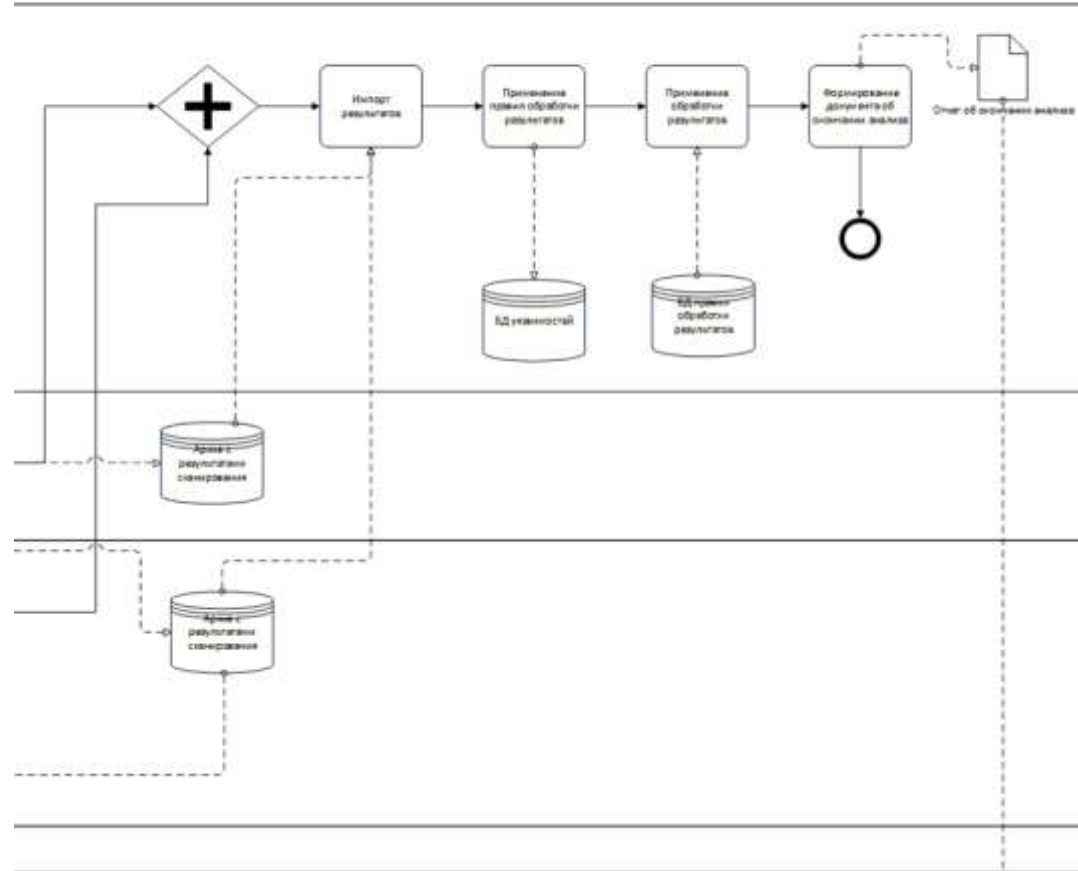 Импорт
результатов
Применение
правил обработки
результатов
Применение
обработки
результатов
Формирование
документа об
окончании анализа
Отчет об окончании анализа
БД уязвимостей
БД правил
обработки
результатов
Архив с
результатами
сканирования
Архив с
результатами
сканирования